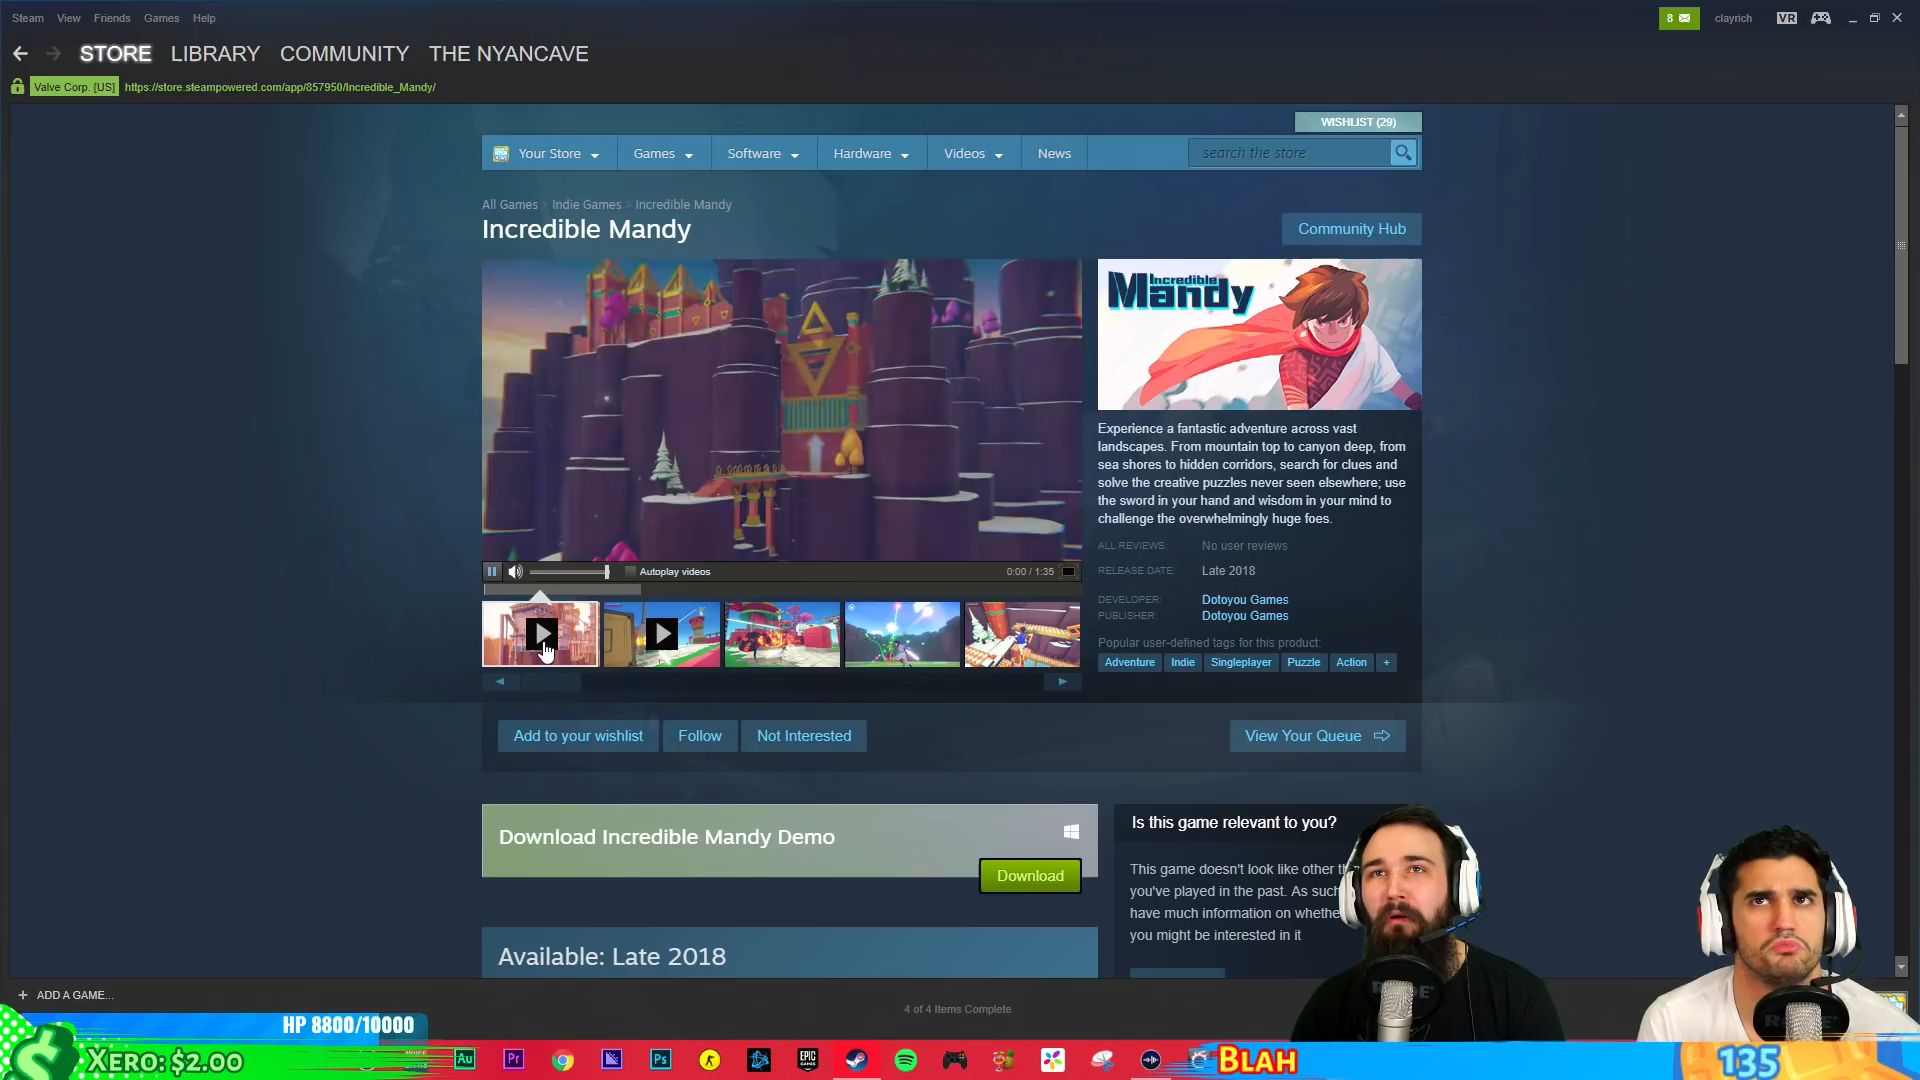 Steam View Friends Games Help
8 clayrich VR
STORE LIBRARY COMMUNITY THE NYANCAVE
Valve Corp. [US] https://store.steampowered.com/app/857950/Incredible_Mandy/
WISHLIST (29)
Your Store Games Software Hardware Videos News search the store
All Games > Indie Games > Incredible Mandy
Incredible Mandy
Community Hub
Incredible
Mandy
Experience a fantastic adventure across vast
landscapes. From mountain top to canyon deep, from
sea shores to hidden corridors, search for clues and
solve the creative puzzles never seen elsewhere; use
the sword in your hand and wisdom in your mind to
challenge the overwhelmingly huge foes.
ALL REVIEWS: No user reviews
RELEASE DATE: Late 2018
DEVELOPER: Dotoyou Games
PUBLISHER: Dotoyou Games
Popular user-defined tags for this product:
Adventure Indie Singleplayer Puzzle Action +
Autoplay videos 0:00 / 1:35
Add to your wishlist Follow Not Interested View Your Queue
Download Incredible Mandy Demo
Download
Is this game relevant to you?
This game doesn't look like other
you've played in the past. As such
have much information on
you might be interested in it
Available: Late 2018
+ ADD A GAME...
4 of 4 Items Complete
HP 8800/10000
$ XERO: $2.00
Au Pr Ps EPIC GAMES
BLAH
135
RODE
RODE